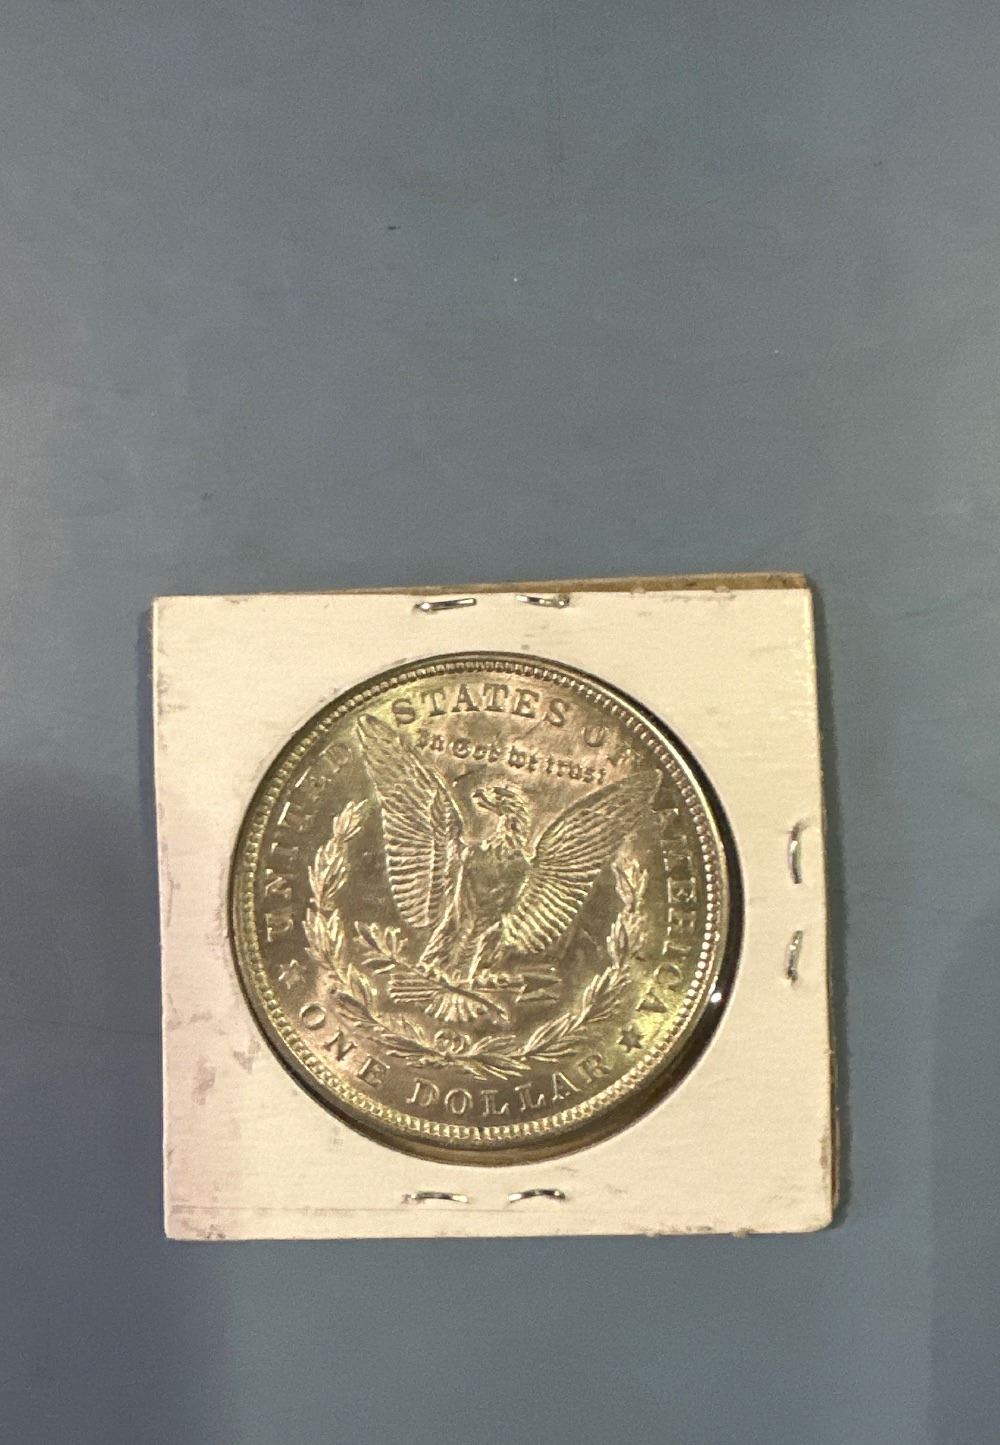 UNITED STATES OF AMERICA
In God we trust
ONE DOLLAR